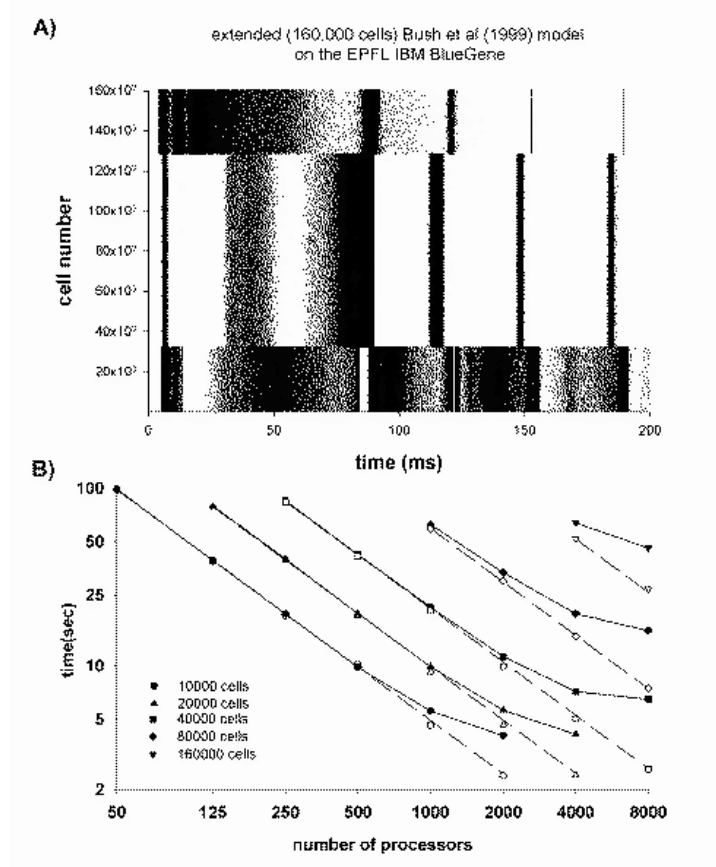 A)
extended (160,000 cells) Bush et al (1999) model
on the EPFL IBM BlueGene
160x10³
140x10³
120x10³
100x10³
80x10³
60x10³
40x10³
20x10³
cell number
0 50 100 150 200
time (ms)
B)
100
50
25
10
5
2
time(sec)
10000 cells
20000 cells
40000 cells
80000 cells
160000 cells
50 125 250 500 1000 2000 4000 8000
number of processors